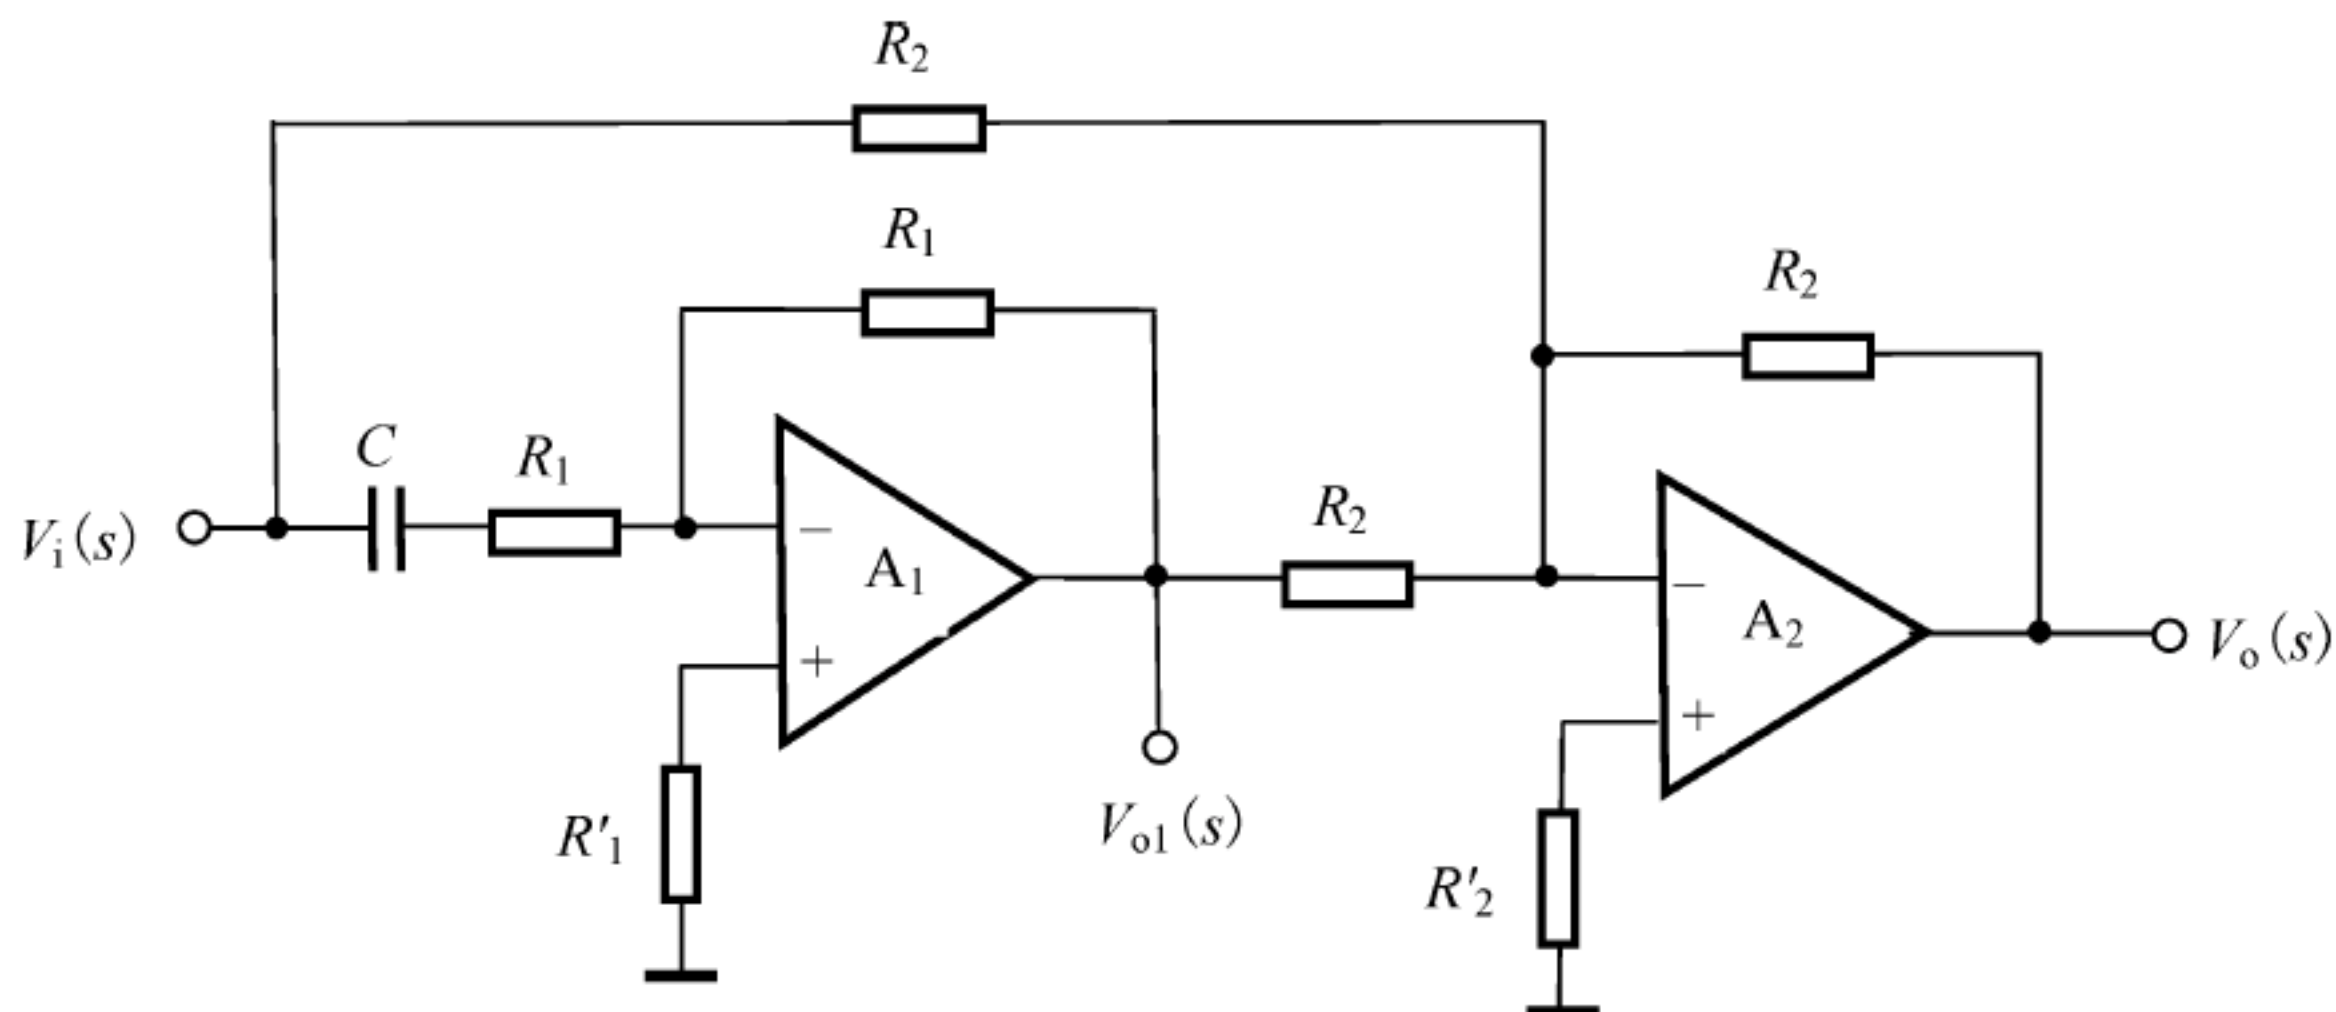 R₂
R₁
R₂
C
R₁
Vᵢ(s)
−
A₁
+
R₂
−
A₂
+
Vₒ(s)
R'₁
Vₒ₁(s)
R'₂